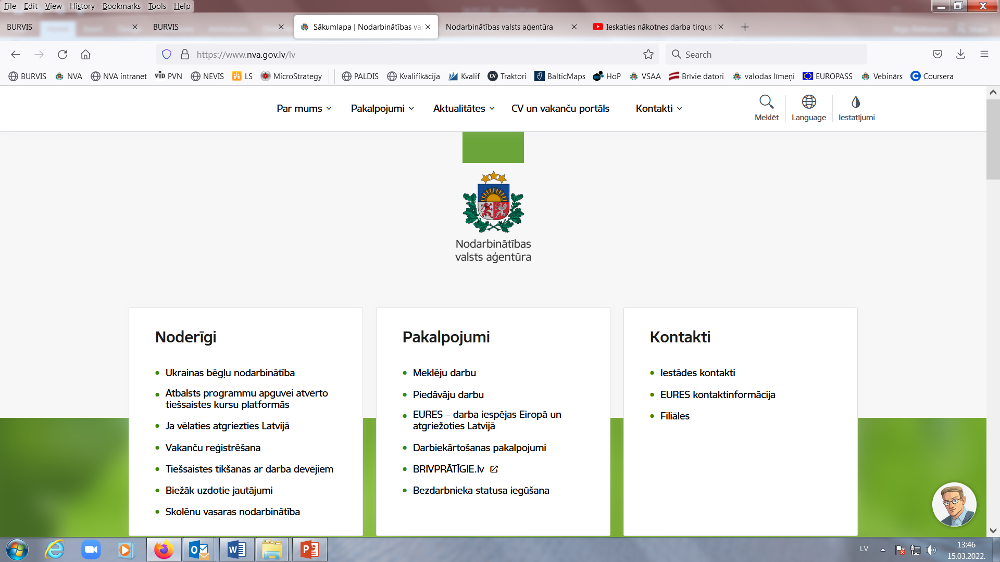 File Edit View History Bookmarks Tools Help
BURVIS
BURVIS
Sākumlapa | Nodarbinātības va
Nodarbinātības valsts aģentūra
Ieskaties nākotnes darba tirgus
https://www.nva.gov.lv/lv
Search
BURVIS NVA NVA intranet VID PVN NEVIS LS MicroStrategy PALDIS Kvalifikācija Kvalif LV Traktori BalticMaps HOP HoP VSAA Brīvie datori valodas līmeņi EUROPASS Vebinārs Coursera
Par mums Pakalpojumi Aktualitātes CV un vakanču portāls Kontakti
Meklēt Language Iestatījumi
Nodarbinātības
valsts aģentūra
Noderīgi
Ukrainas bēgļu nodarbinātība
Atbalsts programmu apguvei atvērto
tiešsaistes kursu platformās
Ja vēlaties atgriezties Latvijā
Vakanču reģistrēšana
Tiešsaistes tikšanās ar darba devējiem
Biežāk uzdotie jautājumi
Skolēnu vasaras nodarbinātība
Pakalpojumi
Meklēju darbu
Piedāvāju darbu
EURES – darba iespējas Eiropā un
atgriežoties Latvijā
Darbiekārtošanas pakalpojumi
BRIVPRĀTĪGIE.lv
Bezdarbnieka statusa iegūšana
Kontakti
Iestādes kontakti
EURES kontaktinformācija
Filiāles
LV
13:46
15.03.2022.